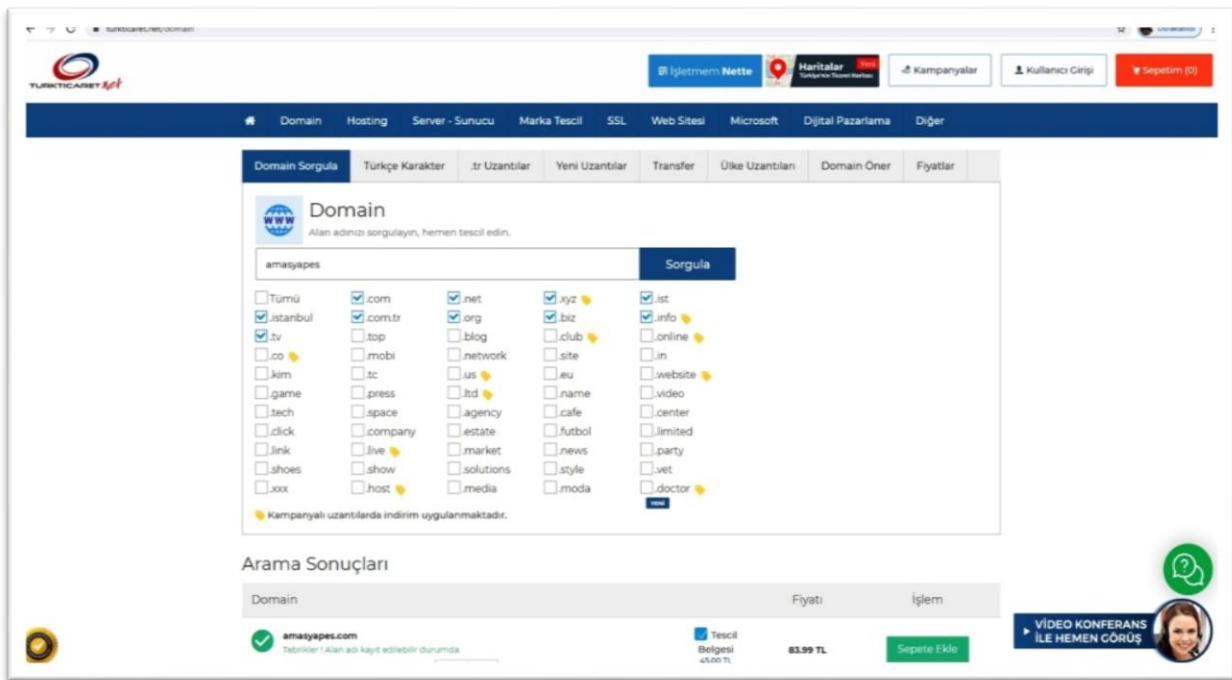 turkticaret.net/domain
TURKTICARET.Net
İşletmem Nette
Haritalar Yeni
Türkiye'nin Ticaret Haritası
Kampanyalar
Kullanıcı Girişi
Sepetim (0)
Domain Hosting Server - Sunucu Marka Tescil SSL Web Sitesi Microsoft Dijital Pazarlama Diğer
Domain Sorgula Türkçe Karakter .tr Uzantılar Yeni Uzantılar Transfer Ülke Uzantıları Domain Öner Fiyatlar
www
Domain
Alan adınızı sorgulayın, hemen tescil edin.
amasyapes Sorgula
Tümü .com .net .xyz .ist
.istanbul .com.tr .org .biz .info
.tv .top .blog .club .online
.co .mobi .network .site .in
.kim .tc .us .eu .website
.game .press .ltd .name .video
.tech .space .agency .cafe .center
.click .company .estate .futbol .limited
.link .live .market .news .party
.shoes .show .solutions .style .vet
.xxx .host .media .moda .doctor
YENİ
Kampanyalı uzantılarda indirim uygulanmaktadır.
Arama Sonuçları
Domain Fiyatı İşlem
amasyapes.com
Tebrikler ! Alan adı kayıt edilebilir durumda.
Tescil
Belgesi
45.00 TL
83.99 TL
Sepete Ekle
VİDEO KONFERANS
İLE HEMEN GÖRÜŞ